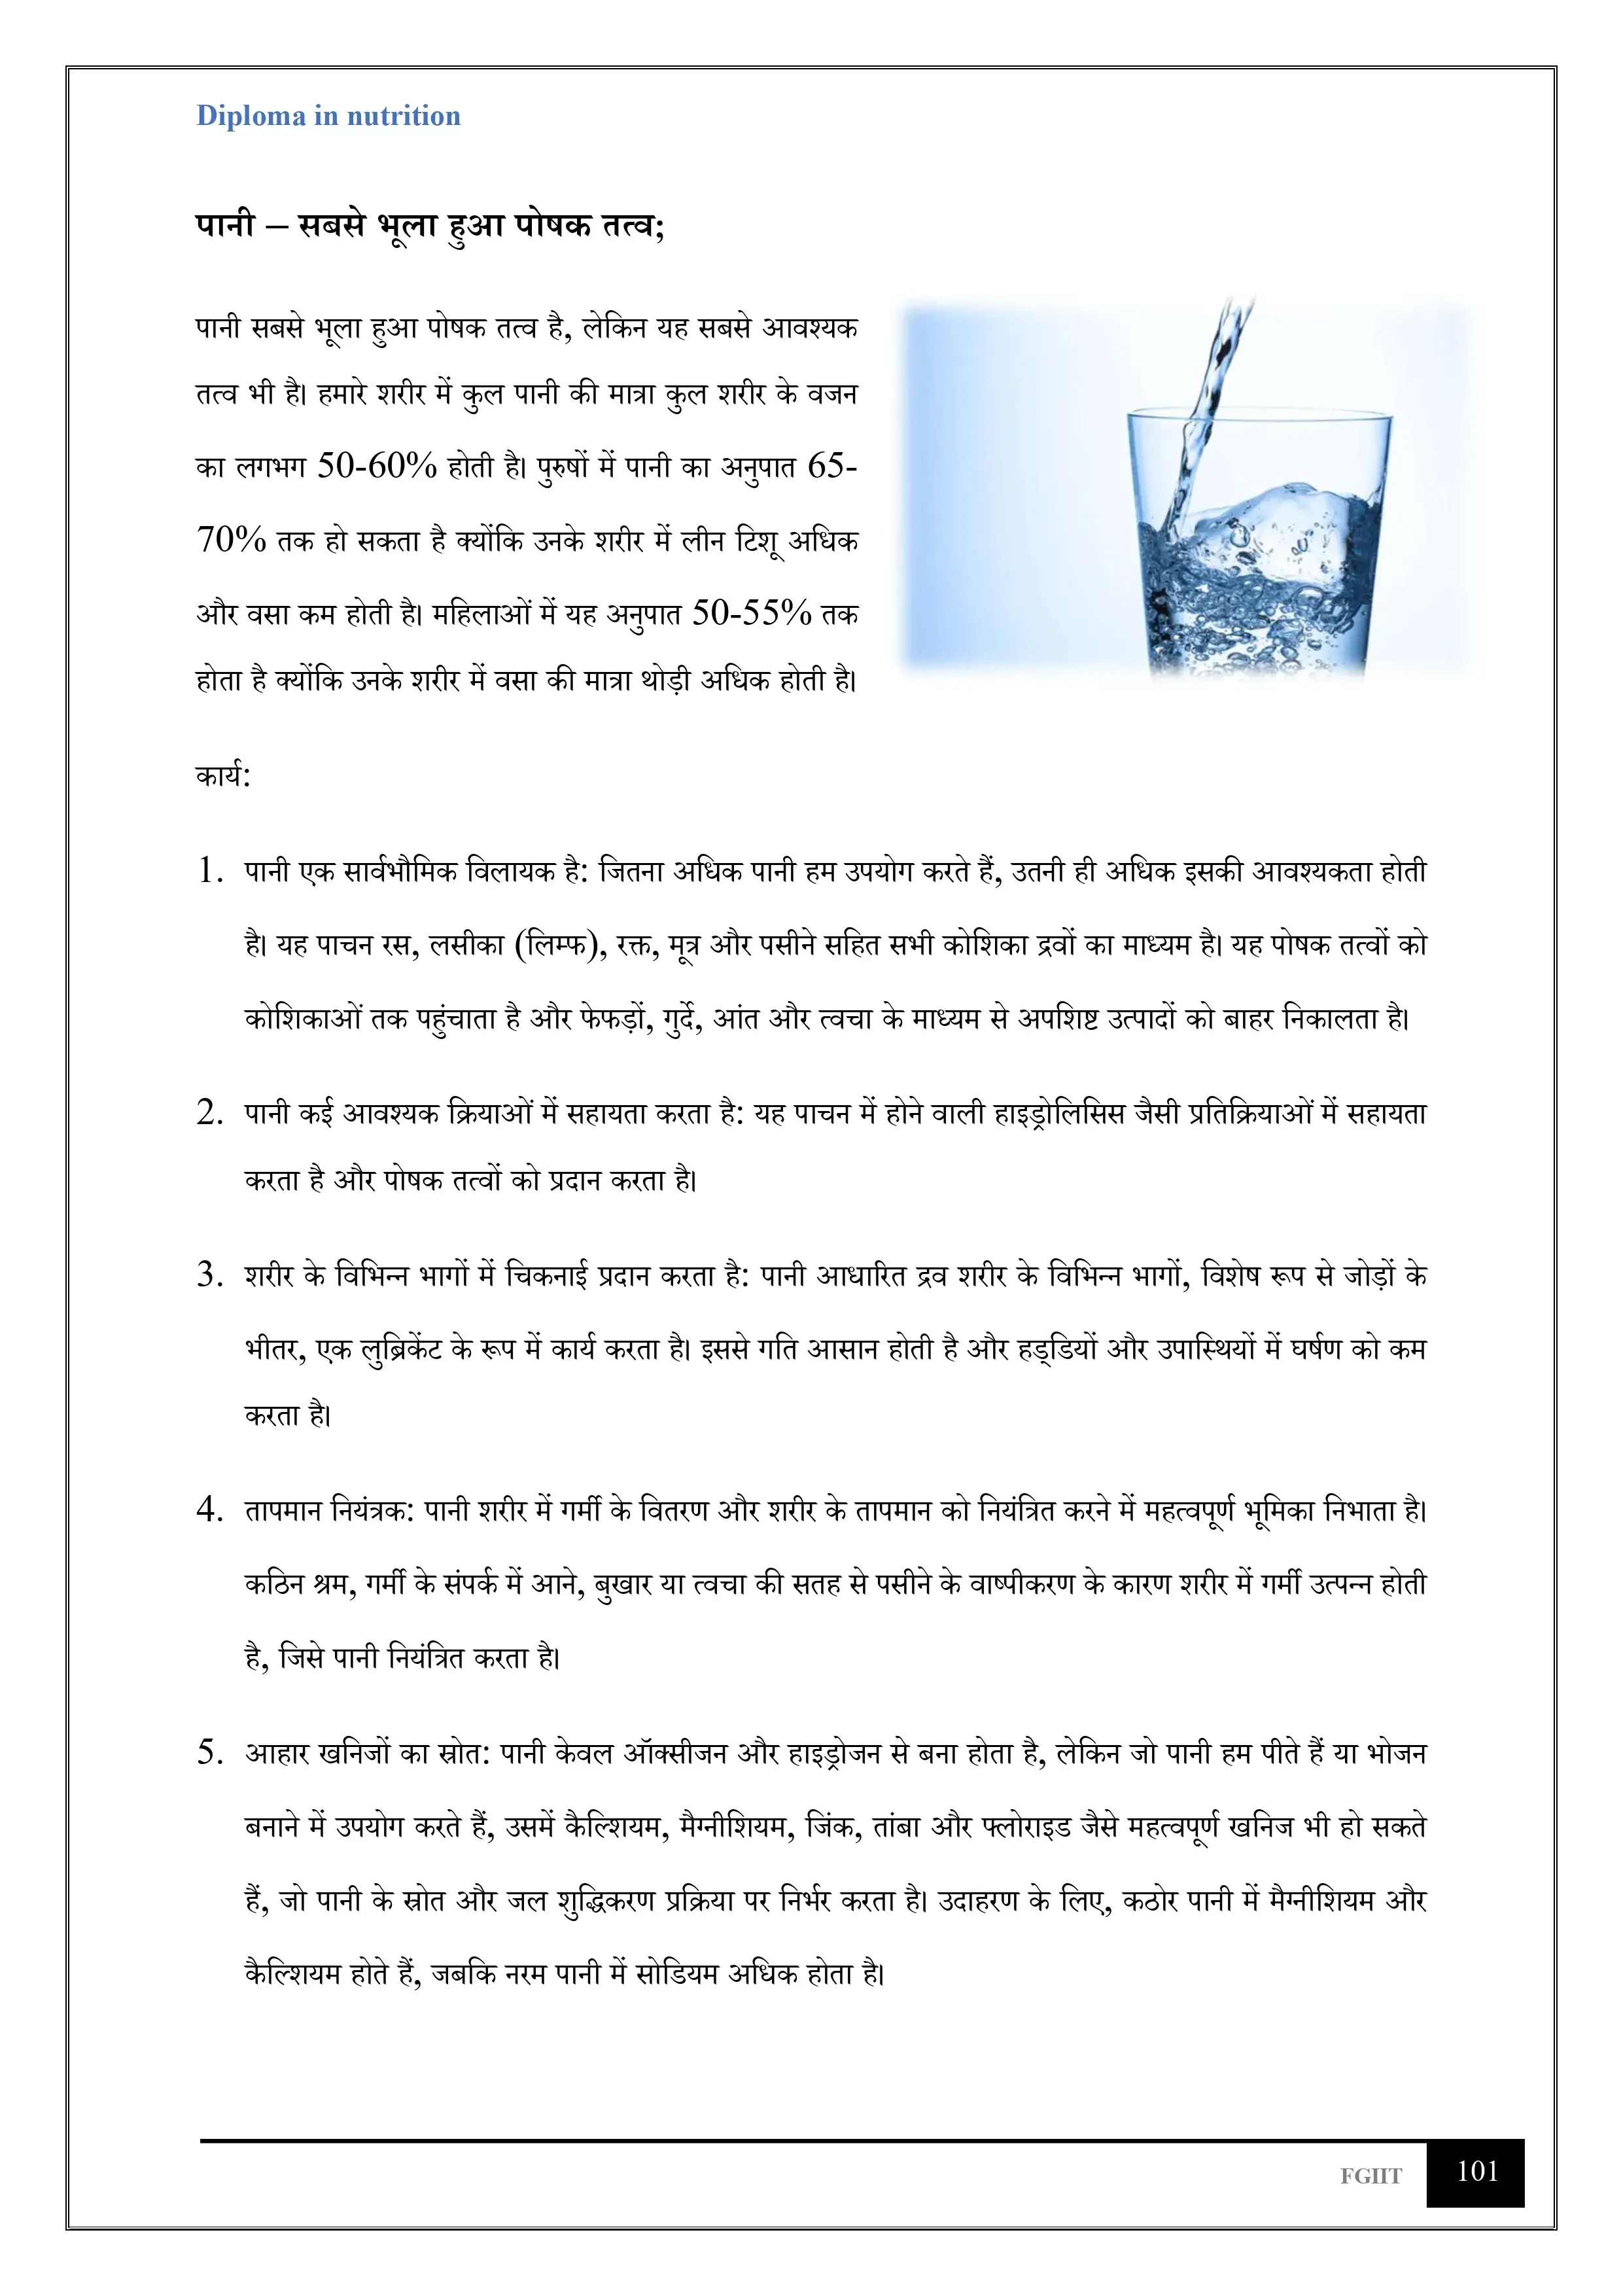 Diploma in nutrition
पानी – सबसे भूला हुआ पोषक तत्व;
पानी सबसे भूला हुआ पोषक तत्व है, लेकिन यह सबसे आवश्यक
तत्व भी है। हमारे शरीर में कुल पानी की मात्रा कुल शरीर के वजन
का लगभग 50-60% होती है। पुरुषों में पानी का अनुपात 65-
70% तक हो सकता है क्योंकि उनके शरीर में लीन टिशू अधिक
और वसा कम होती है। महिलाओं में यह अनुपात 50-55% तक
होता है क्योंकि उनके शरीर में वसा की मात्रा थोड़ी अधिक होती है।
कार्य:
1. पानी एक सार्वभौमिक विलायक है: जितना अधिक पानी हम उपयोग करते हैं, उतनी ही अधिक इसकी आवश्यकता होती
है। यह पाचन रस, लसीका (लिम्फ), रक्त, मूत्र और पसीने सहित सभी कोशिका द्रवों का माध्यम है। यह पोषक तत्वों को
कोशिकाओं तक पहुंचाता है और फेफड़ों, गुर्दे, आंत और त्वचा के माध्यम से अपशिष्ट उत्पादों को बाहर निकालता है।
2. पानी कई आवश्यक क्रियाओं में सहायता करता है: यह पाचन में होने वाली हाइड्रोलिसिस जैसी प्रतिक्रियाओं में सहायता
करता है और पोषक तत्वों को प्रदान करता है।
3. शरीर के विभिन्न भागों में चिकनाई प्रदान करता है: पानी आधारित द्रव शरीर के विभिन्न भागों, विशेष रूप से जोड़ों के
भीतर, एक लुब्रिकेंट के रूप में कार्य करता है। इससे गति आसान होती है और हड्डियों और उपास्थियों में घर्षण को कम
करता है।
4. तापमान नियंत्रक: पानी शरीर में गर्मी के वितरण और शरीर के तापमान को नियंत्रित करने में महत्वपूर्ण भूमिका निभाता है।
कठिन श्रम, गर्मी के संपर्क में आने, बुखार या त्वचा की सतह से पसीने के वाष्पीकरण के कारण शरीर में गर्मी उत्पन्न होती
है, जिसे पानी नियंत्रित करता है।
5. आहार खनिजों का स्रोत: पानी केवल ऑक्सीजन और हाइड्रोजन से बना होता है, लेकिन जो पानी हम पीते हैं या भोजन
बनाने में उपयोग करते हैं, उसमें कैल्शियम, मैग्नीशियम, जिंक, तांबा और फ्लोराइड जैसे महत्वपूर्ण खनिज भी हो सकते
हैं, जो पानी के स्रोत और जल शुद्धिकरण प्रक्रिया पर निर्भर करता है। उदाहरण के लिए, कठोर पानी में मैग्नीशियम और
कैल्शियम होते हैं, जबकि नरम पानी में सोडियम अधिक होता है।
FGIIT 101